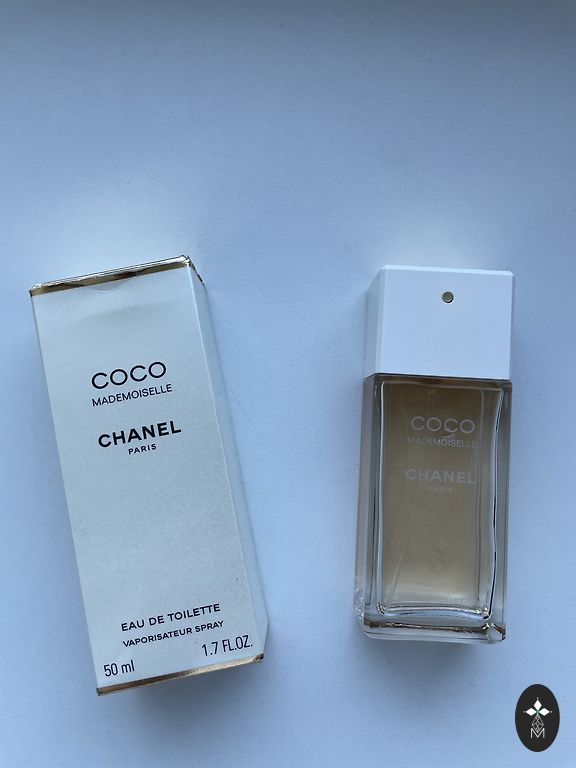 COCO
MADEMOISELLE
CHANEL
PARIS
EAU DE TOILETTE
VAPORISATEUR SPRAY
50 ml
1.7 FL.OZ.
COCO
MADEMOISELLE
CHANEL
PARIS
M